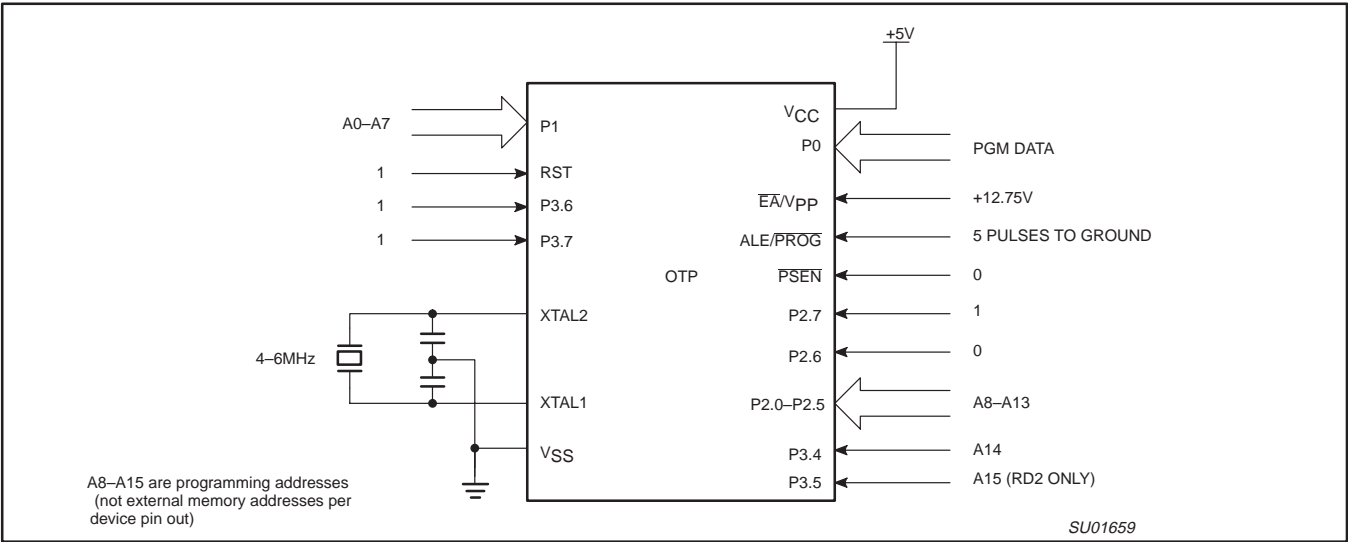 +5V
A0–A7
P1
VCC
P0
PGM DATA
1
RST
1
P3.6
EA/VPP
+12.75V
1
P3.7
ALE/PROG
5 PULSES TO GROUND
OTP
PSEN
0
XTAL2
P2.7
1
4–6MHz
P2.6
0
XTAL1
P2.0–P2.5
A8–A13
VSS
P3.4
A14
P3.5
A15 (RD2 ONLY)
A8–A15 are programming addresses
(not external memory addresses per
device pin out)
SU01659